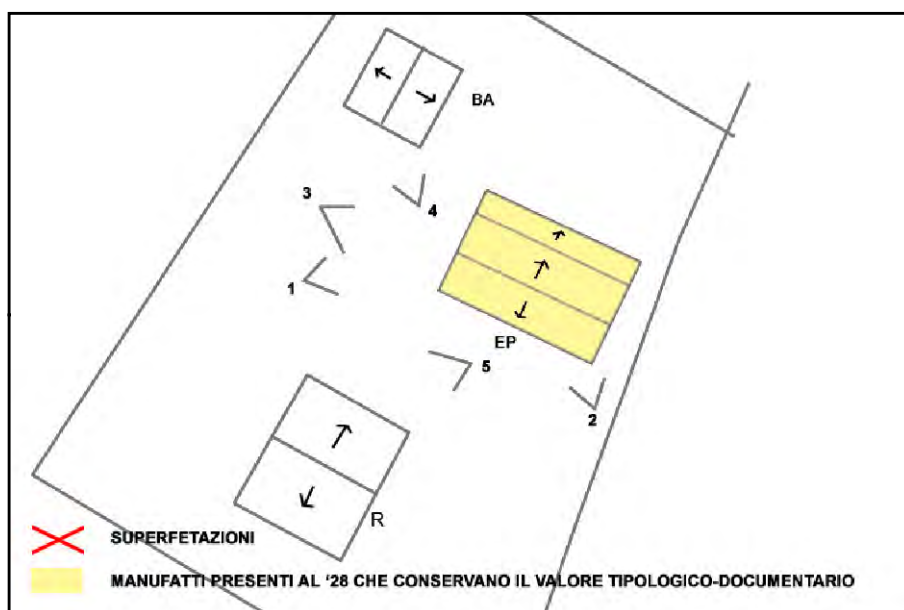 BA
3
4
1
EP
5
2
R
SUPERFETAZIONI
MANUFATTI PRESENTI AL '28 CHE CONSERVANO IL VALORE TIPOLOGICO-DOCUMENTARIO